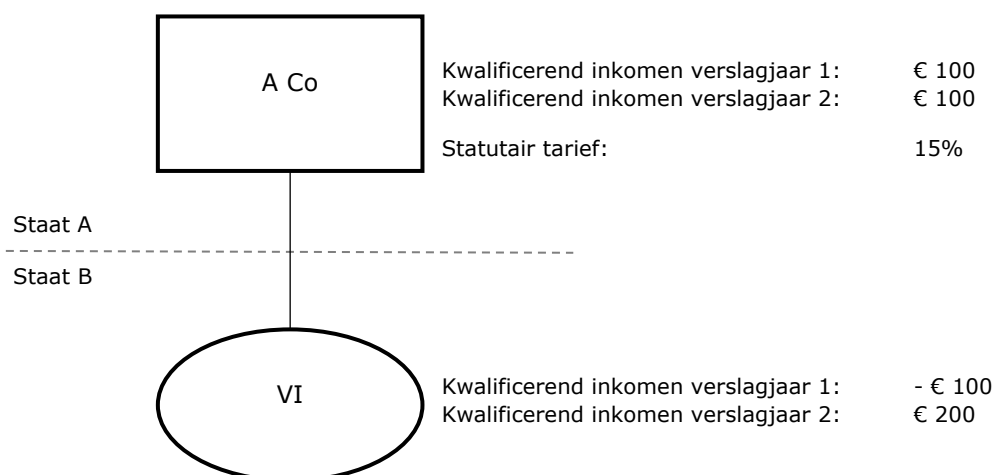 A Co
Kwalificerend inkomen verslagjaar 1: € 100
Kwalificerend inkomen verslagjaar 2: € 100
Statutair tarief: 15%
Staat A
Staat B
VI
Kwalificerend inkomen verslagjaar 1: - € 100
Kwalificerend inkomen verslagjaar 2: € 200